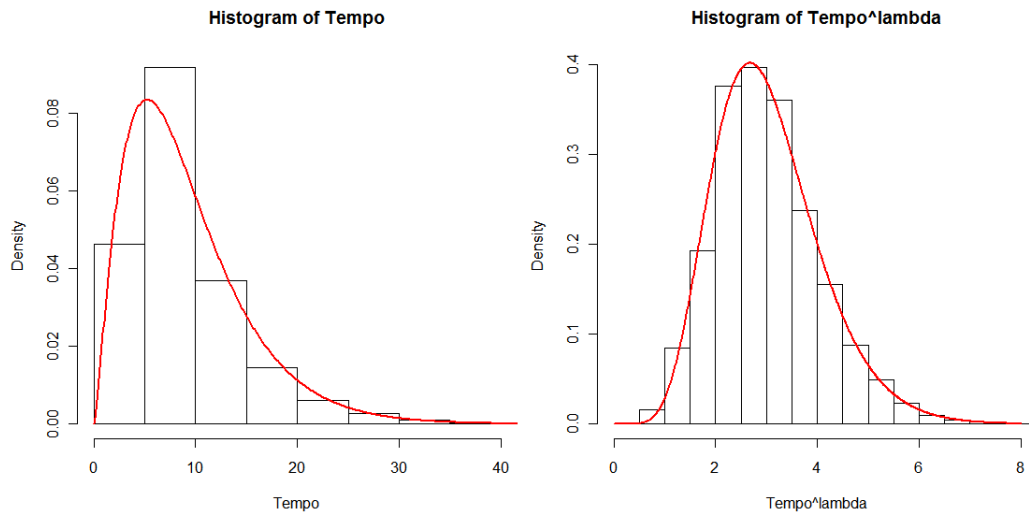 Histogram of Tempo
Density
0.00
0.02
0.04
0.06
0.08
0 10 20 30 40
Tempo
Histogram of Tempo^lambda
Density
0.0
0.1
0.2
0.3
0.4
0 2 4 6 8
Tempo^lambda